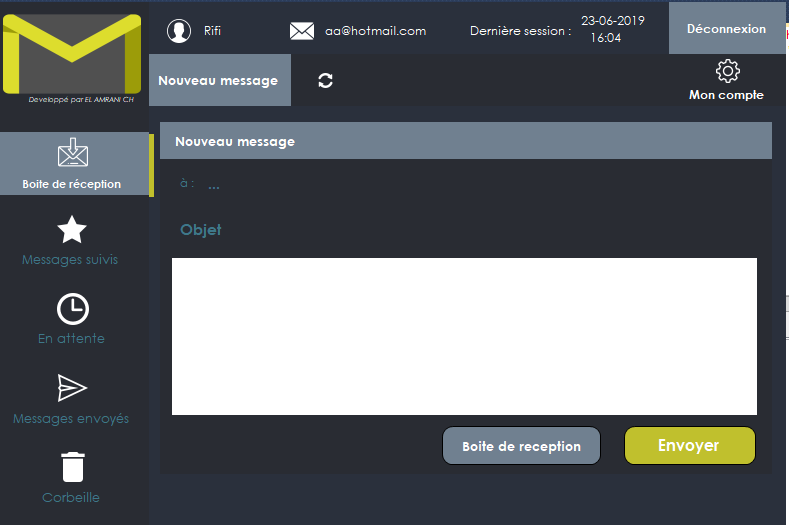 Développé par EL AMRANI CH
Rifi
aa@hotmail.com
Dernière session :
23-06-2019
16:04
Déconnexion
Nouveau message
Mon compte
Boite de réception
Messages suivis
En attente
Messages envoyés
Corbeille
Nouveau message
à : ...
Objet
Boite de reception
Envoyer